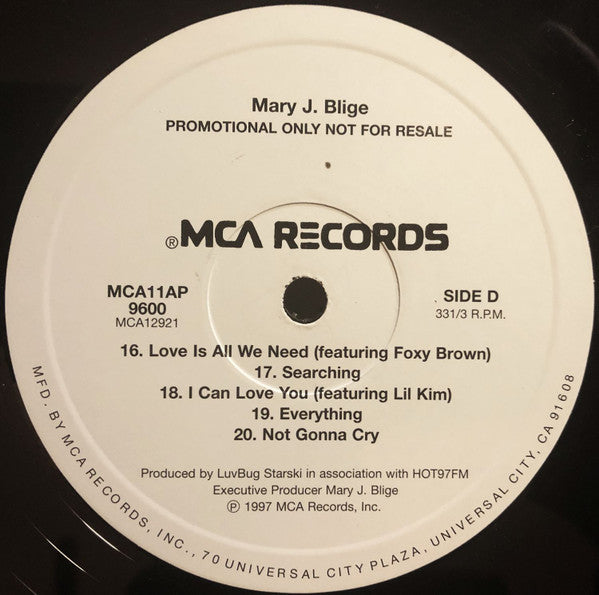 Mary J. Blige
PROMOTIONAL ONLY NOT FOR RESALE
®MCA RECORDS
MCA11AP
9600
MCA12921
SIDE D
331/3 R.P.M.
16. Love Is All We Need (featuring Foxy Brown)
17. Searching
18. I Can Love You (featuring Lil Kim)
19. Everything
20. Not Gonna Cry
Produced by LuvBug Starski in association with HOT97FM
Executive Producer Mary J. Blige
℗ 1997 MCA Records, Inc.
MFD. BY MCA RECORDS, INC., 70 UNIVERSAL CITY PLAZA, UNIVERSAL CITY, CA 91608